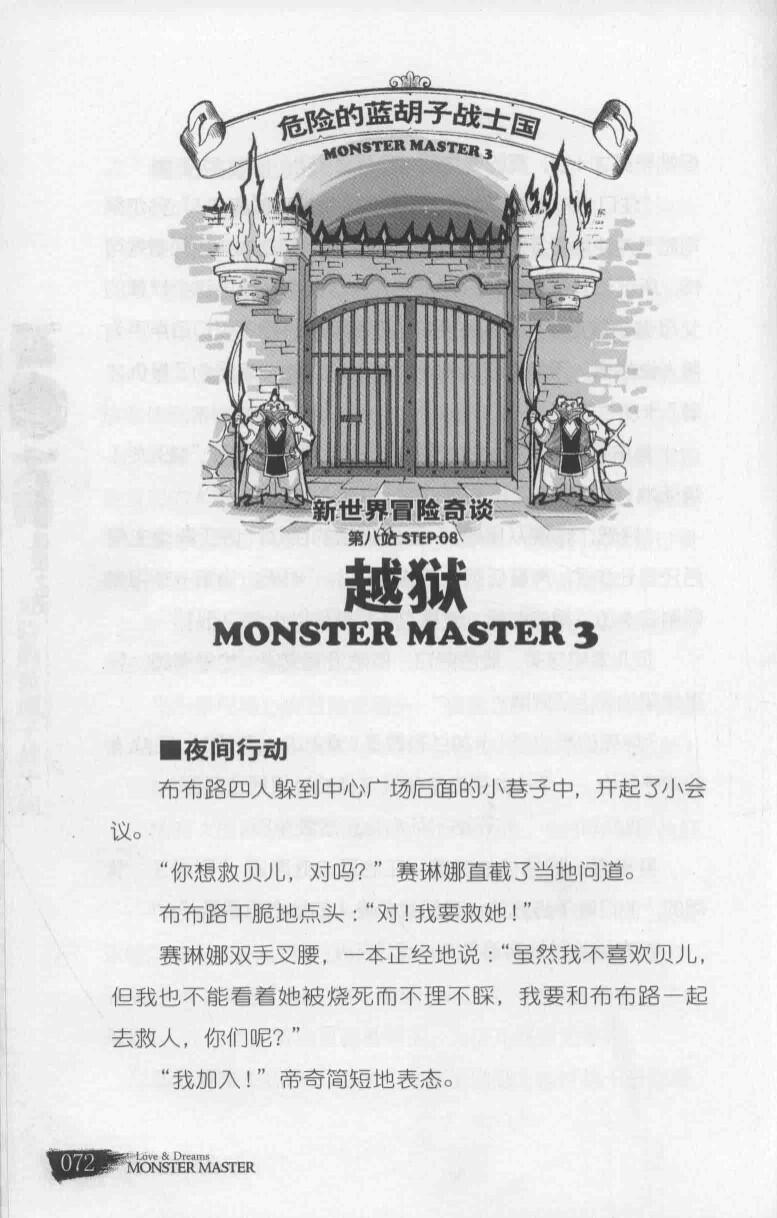 危险的蓝胡子战士国
MONSTER MASTER 3
新世界冒险奇谈
第八站 STEP.08
越狱
MONSTER MASTER 3
■夜间行动
布布路四人躲到中心广场后面的小巷子中，开起了小会
议。
“你想救贝儿，对吗？”赛琳娜直截了当地问道。
布布路干脆地点头：“对！我要救她！”
赛琳娜双手叉腰，一本正经地说：“虽然我不喜欢贝儿，
但我也不能看着她被烧死而不理不睬，我要和布布路一起
去救人，你们呢？”
“我加入！”帝奇简短地表态。
072
Love & Dreams
MONSTER MASTER